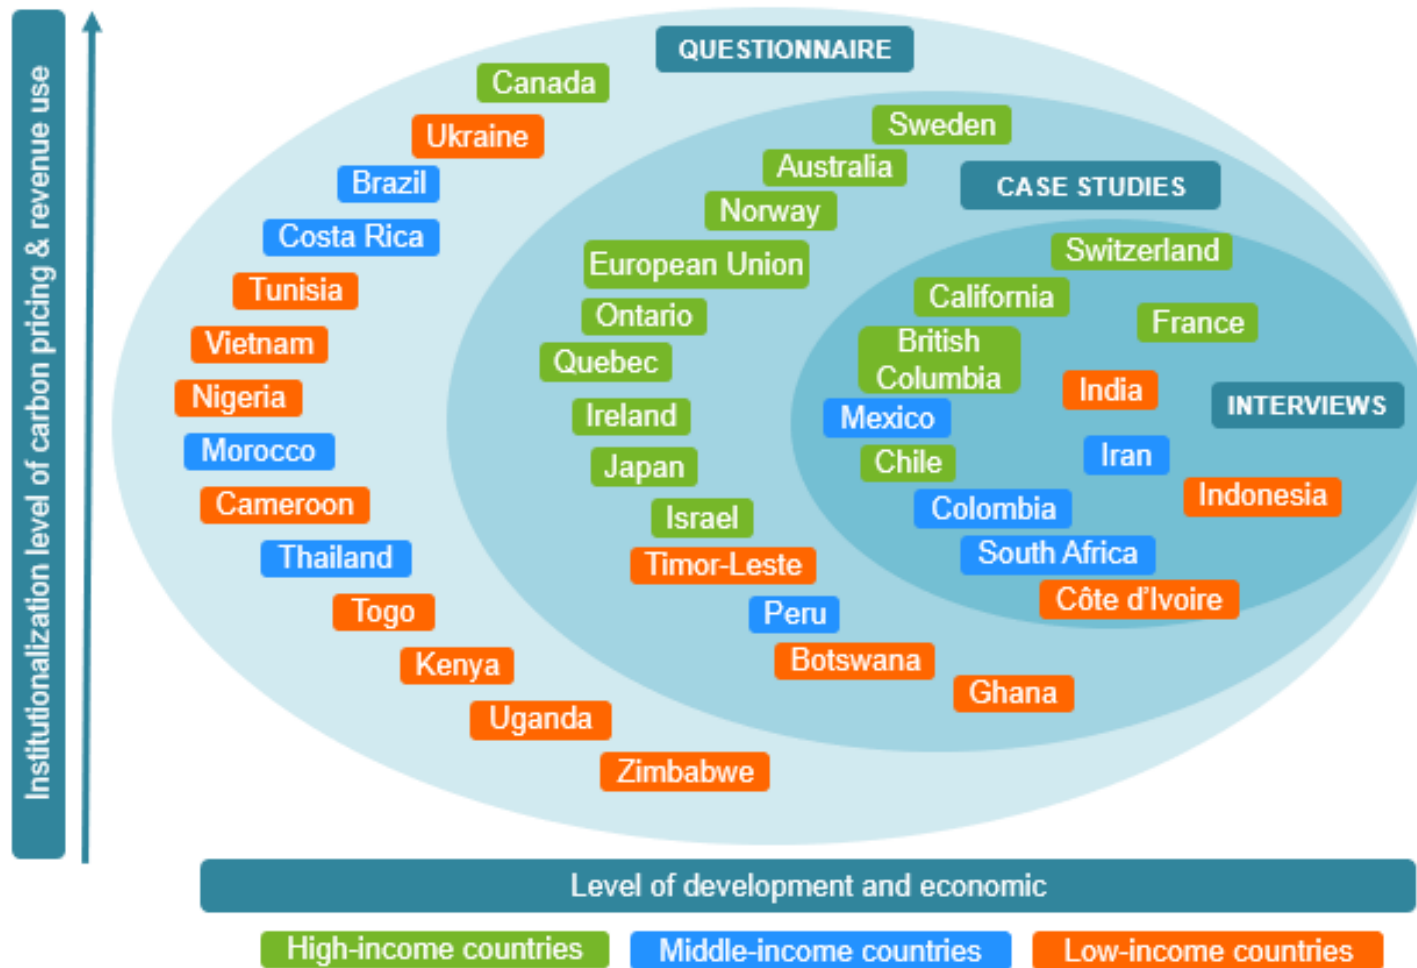 Institutionalization level of carbon pricing & revenue use
QUESTIONNAIRE
Canada
Ukraine
Brazil
Costa Rica
Tunisia
Vietnam
Nigeria
Morocco
Cameroon
Thailand
Togo
Kenya
Uganda
Zimbabwe
Sweden
Australia
CASE STUDIES
Norway
European Union
Ontario
Quebec
Ireland
Japan
Israel
Timor-Leste
Peru
Botswana
Ghana
Switzerland
California
France
British
Columbia
India
INTERVIEWS
Mexico
Chile
Iran
Indonesia
Colombia
South Africa
Côte d'Ivoire
Level of development and economic
High-income countries
Middle-income countries
Low-income countries